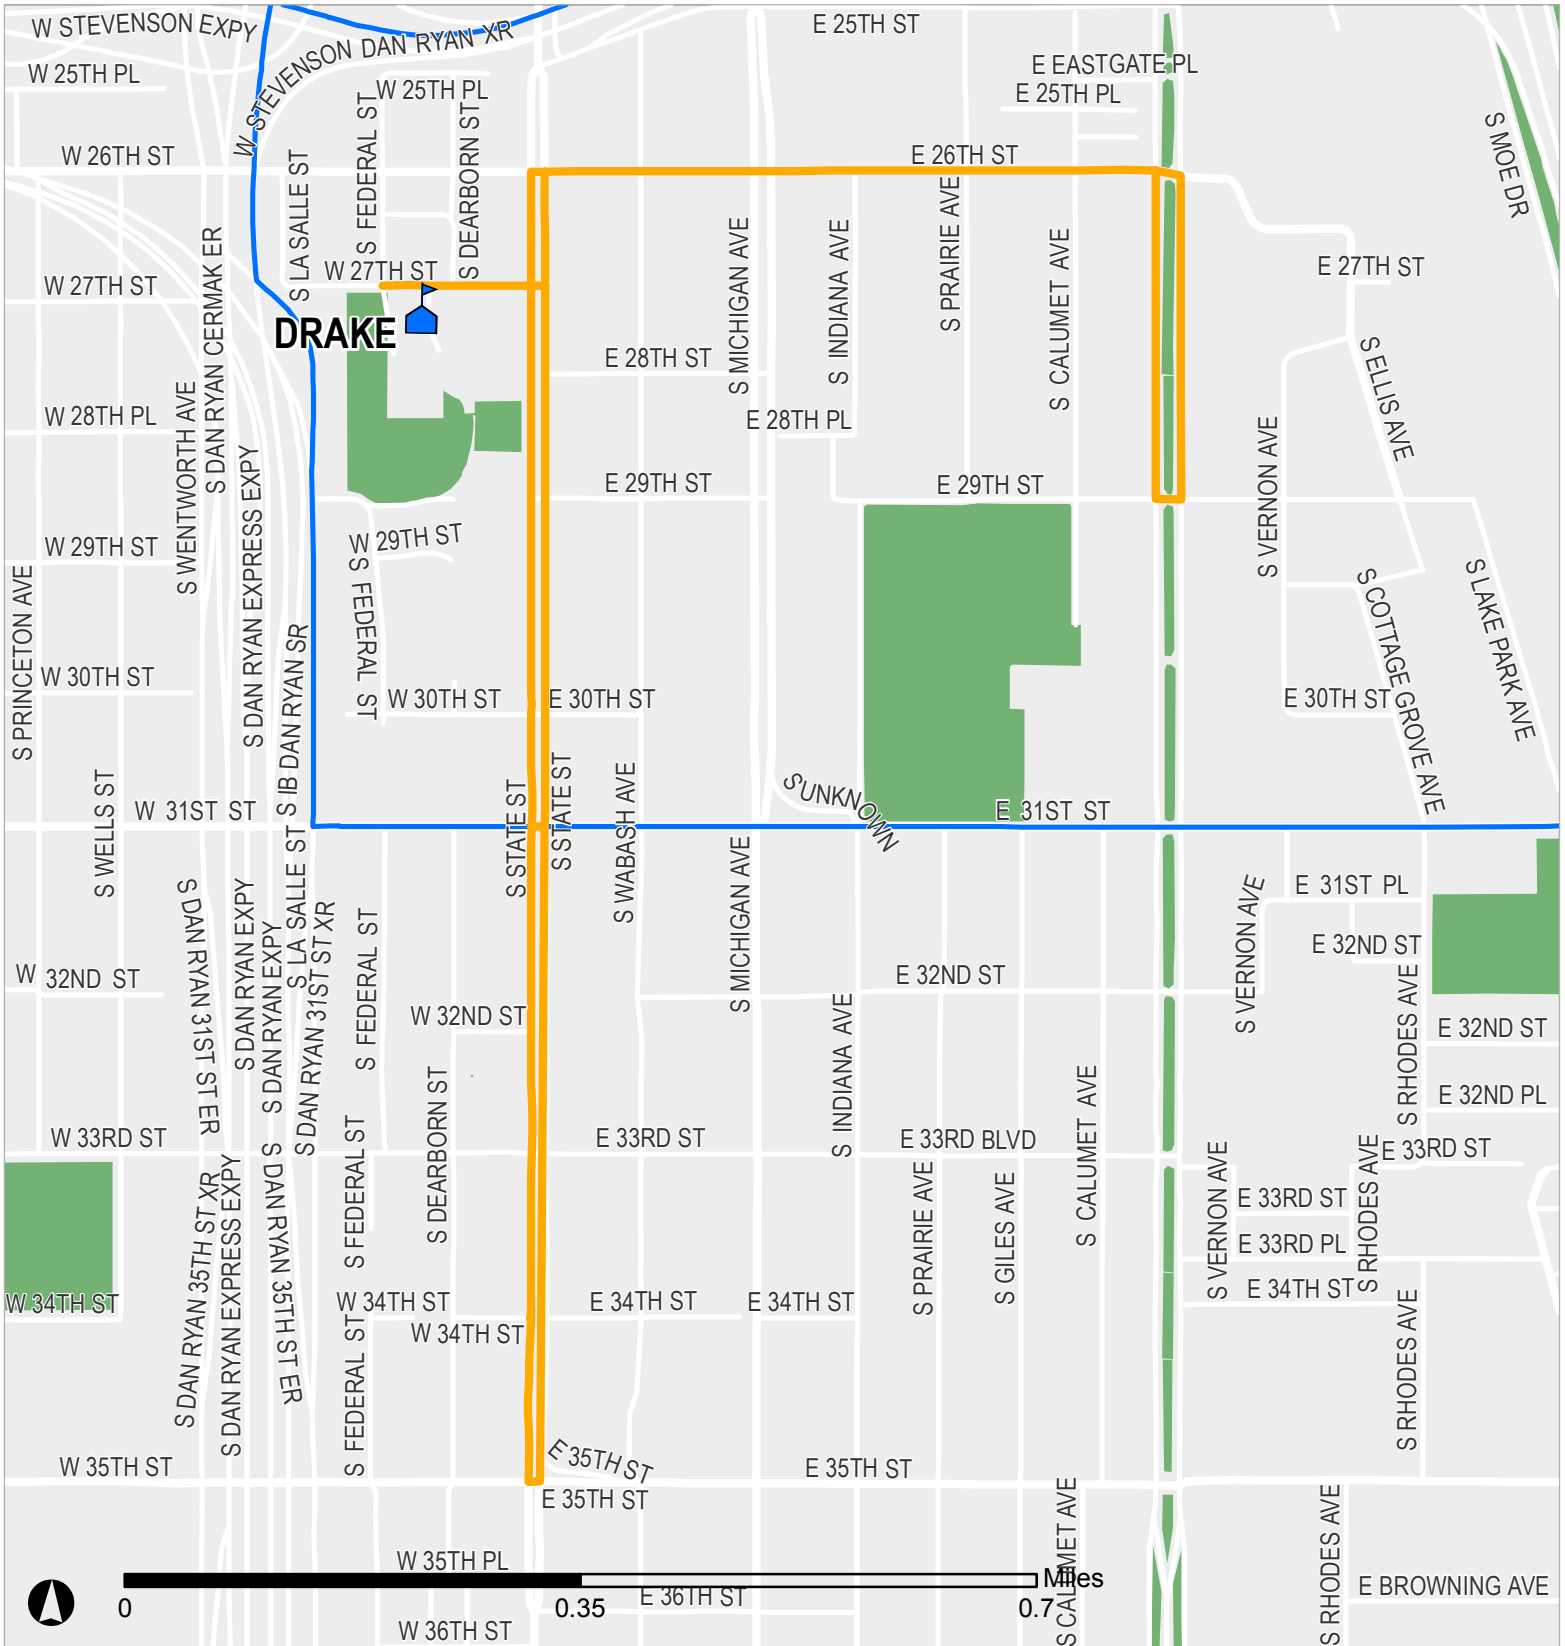 W STEVENSON EXPY
E 25TH ST
W STEVENSON DAN RYAN XR
W 25TH PL
E EASTGATE PL
W 25TH PL
E 25TH PL
S FEDERAL ST
S DEARBORN ST
S MOE DR
W 26TH ST
E 26TH ST
S LA SALLE ST
S PRAIRIE AVE
S MICHIGAN AVE
S INDIANA AVE
S CALUMET AVE
S DAN RYAN CERMAK ER
W 27TH ST
E 27TH ST
W 27TH ST
DRAKE
E 28TH ST
S ELLIS AVE
S WENTWORTH AVE
W 28TH PL
E 28TH PL
S VERNON AVE
S DAN RYAN EXPRESS EXPY
E 29TH ST
E 29TH ST
W 29TH ST
W 29TH ST
S PRINCETON AVE
S FEDERAL ST
S COTTAGE GROVE AVE
S LAKE PARK AVE
S IB DAN RYAN SR
W 30TH ST
W 30TH ST
E 30TH ST
E 30TH ST
S WELLS ST
S STATE ST
S STATE ST
S WABASH AVE
S UNKNOWN
W 31ST ST
E 31ST ST
S LA SALLE ST
S MICHIGAN AVE
S DAN RYAN 31ST ST ER
S DAN RYAN EXPY
S DAN RYAN EXPY
S DAN RYAN 31ST ST XR
S FEDERAL ST
S VERNON AVE
E 31ST PL
E 32ND ST
W 32ND ST
E 32ND ST
S RHODES AVE
S INDIANA AVE
W 32ND ST
E 32ND ST
S DEARBORN ST
S CALUMET AVE
E 32ND PL
W 33RD ST
E 33RD ST
E 33RD BLVD
E 33RD ST
S FEDERAL ST
S VERNON AVE
S RHODES AVE
S DAN RYAN 35TH ST XR
S DAN RYAN EXPRESS EXPY
S DAN RYAN 35TH ST ER
S PRAIRIE AVE
S GILES AVE
E 33RD ST
E 33RD PL
E 34TH ST
W 34TH ST
W 34TH ST
E 34TH ST
E 34TH ST
W 34TH ST
S FEDERAL ST
S RHODES AVE
W 35TH ST
E 35TH ST
E 35TH ST
E 35TH ST
S CALUMET AVE
S RHODES AVE
W 35TH PL
Miles
E 36TH ST
E BROWNING AVE
0
0.35
0.7
W 36TH ST